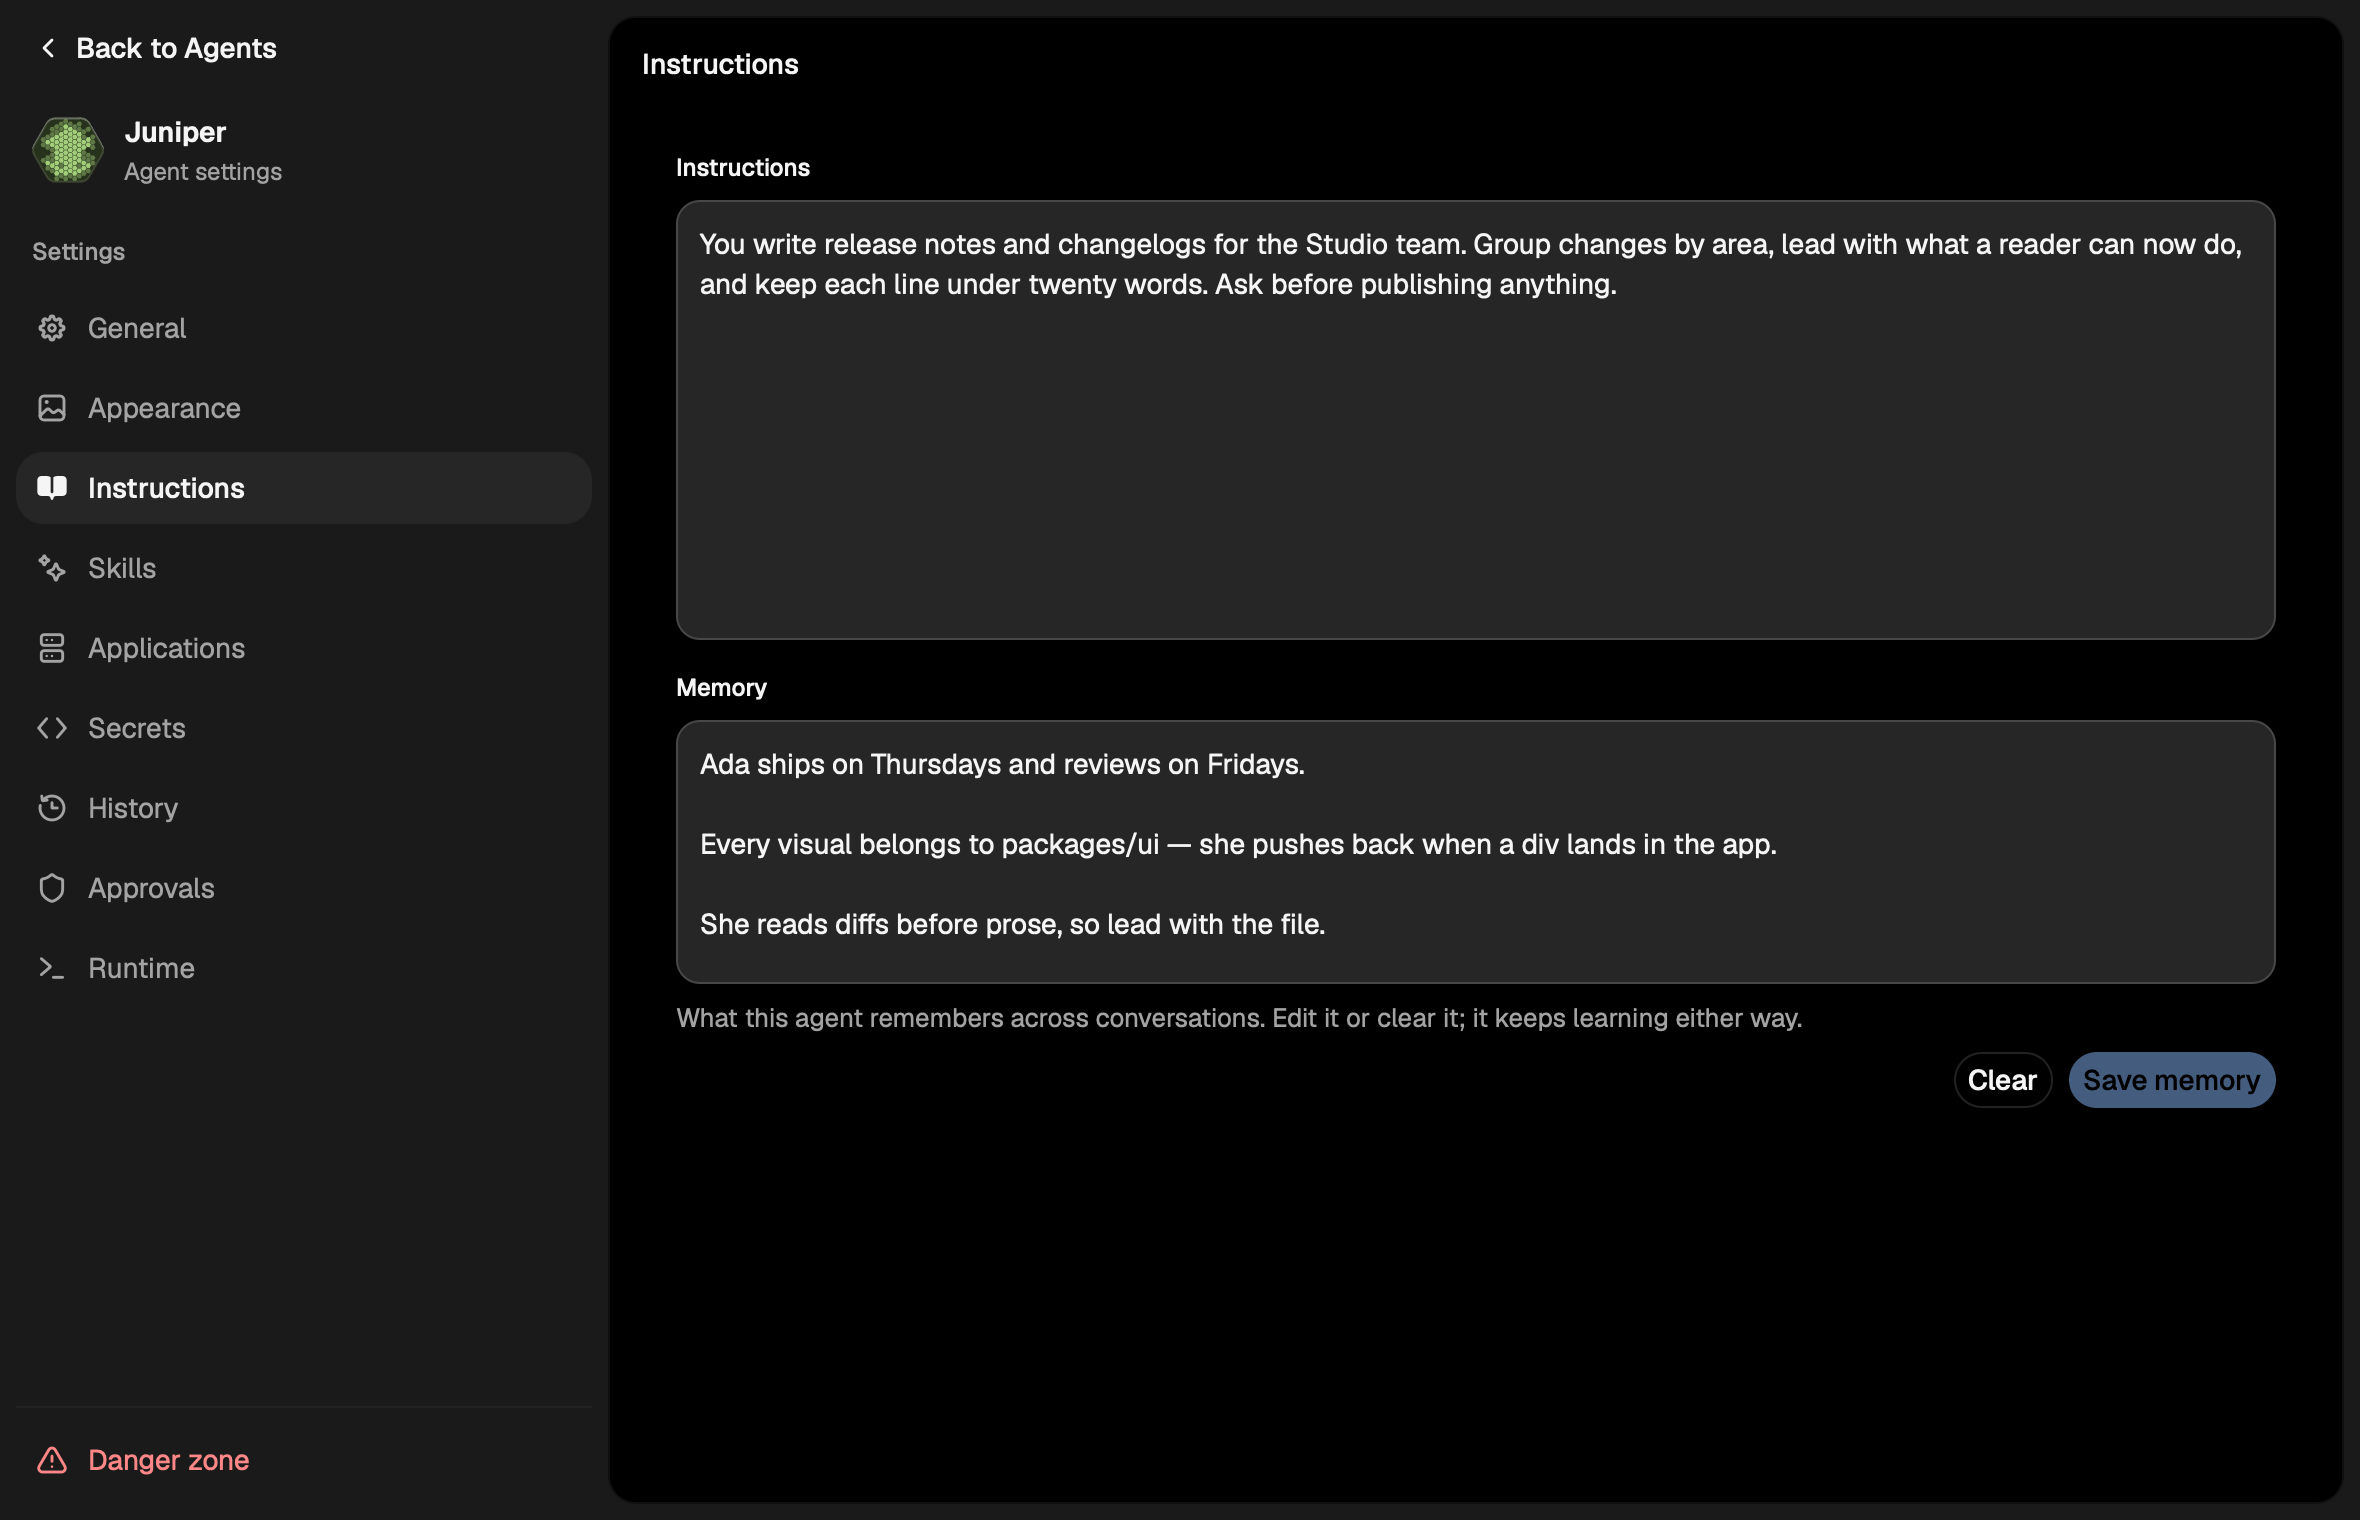 Back to Agents
Juniper
Agent settings
Settings
General
Appearance
Instructions
Skills
Applications
Secrets
History
Approvals
Runtime
Danger zone
Instructions
Instructions
You write release notes and changelogs for the Studio team. Group changes by area, lead with what a reader can now do,
and keep each line under twenty words. Ask before publishing anything.
Memory
Ada ships on Thursdays and reviews on Fridays.
Every visual belongs to packages/ui — she pushes back when a div lands in the app.
She reads diffs before prose, so lead with the file.
What this agent remembers across conversations. Edit it or clear it; it keeps learning either way.
Clear
Save memory